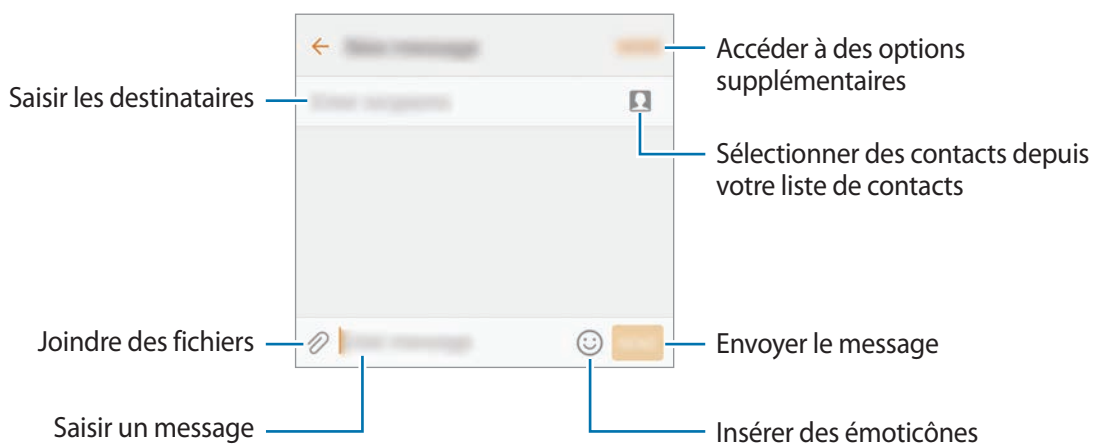 Accéder à des options
supplémentaires
Saisir les destinataires
Sélectionner des contacts depuis
votre liste de contacts
Joindre des fichiers
Envoyer le message
Saisir un message
Insérer des émoticônes